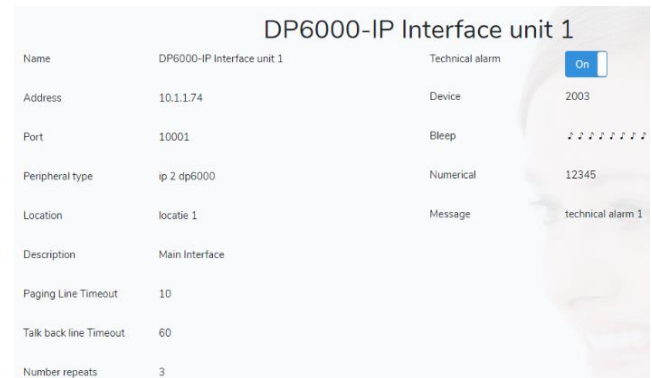 DP6000-IP Interface unit 1
Name DP6000-IP Interface unit 1 Technical alarm On
Address 10.1.1.74 Device 2003
Port 10001 Bleep ♪ ♪ ♪ ♪ ♪ ♪ ♪ ♪
Peripheral type ip 2 dp6000 Numerical 12345
Location locatie 1 Message technical alarm 1
Description Main Interface
Paging Line Timeout 10
Talk back line Timeout 60
Number repeats 3